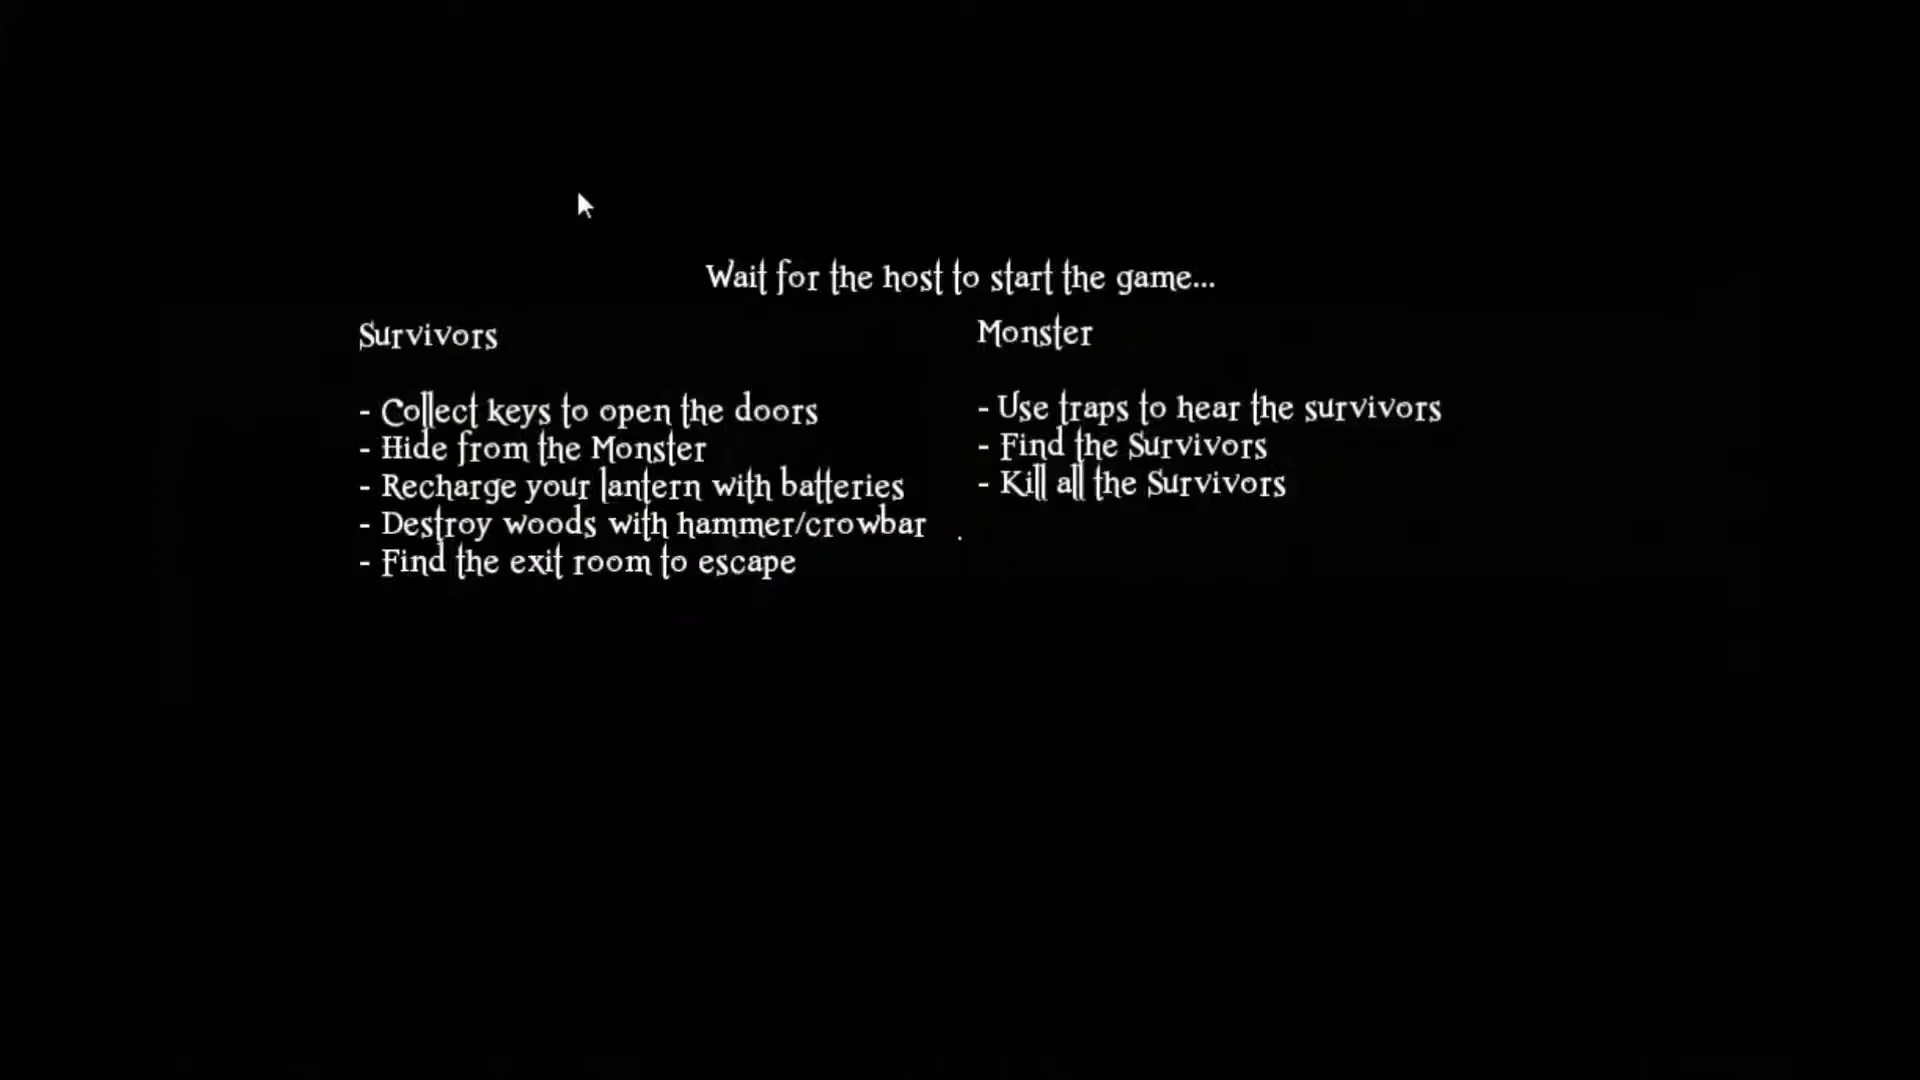 Wait for the host to start the game...
Survivors
- Collect keys to open the doors
- Hide from the Monster
- Recharge your lantern with batteries
- Destroy woods with hammer/crowbar
- Find the exit room to escape
Monster
- Use traps to hear the survivors
- Find the Survivors
- Kill all the Survivors